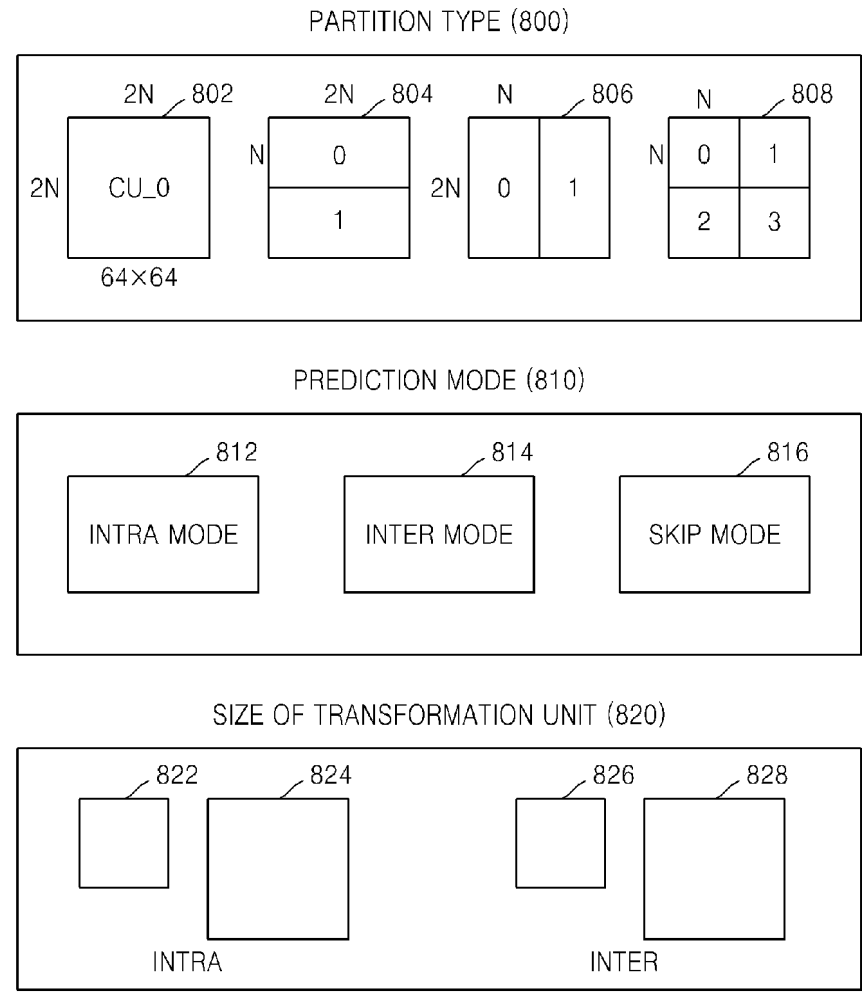 PARTITION TYPE (800)
2N 802 2N 804 N 806 N 808
2N CU_0 N 0 2N 0 1 N 0 1
1 2 3
64×64
PREDICTION MODE (810)
812 814 816
INTRA MODE INTER MODE SKIP MODE
SIZE OF TRANSFORMATION UNIT (820)
822 824 826 828
INTRA INTER